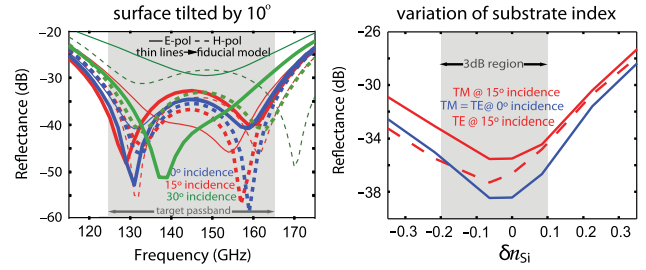 surface tilted by 10°
E-pol H-pol
thin lines fiducial model
-20
-30
-40
-50
-60
Reflectance (dB)
0° incidence
15° incidence
30° incidence
target passband
120 130 140 150 160 170
Frequency (GHz)
variation of substrate index
-26
-30
-34
-38
Reflectance (dB)
3dB region
TM @ 15° incidence
TM = TE @ 0° incidence
TE @ 15° incidence
-0.3 -0.2 -0.1 0 0.1 0.2 0.3
δnSi